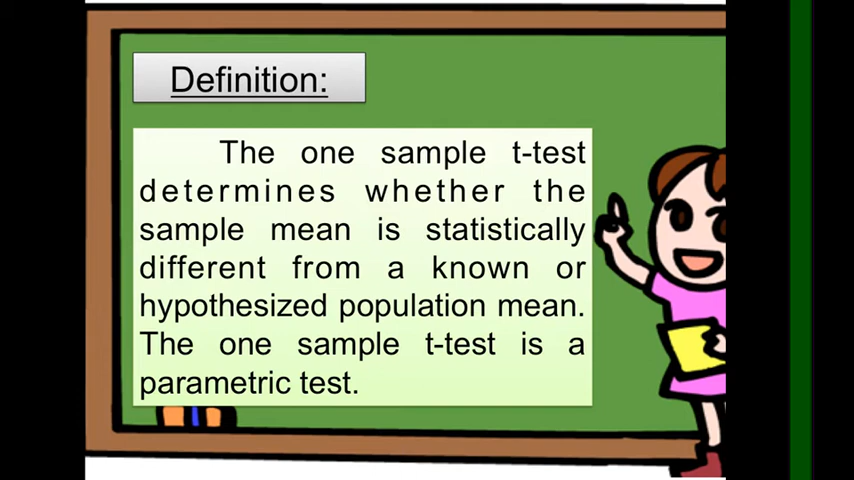 Definition:
The one sample t-test
determines whether the
sample mean is statistically
different from a known or
hypothesized population mean.
The one sample t-test is a
parametric test.